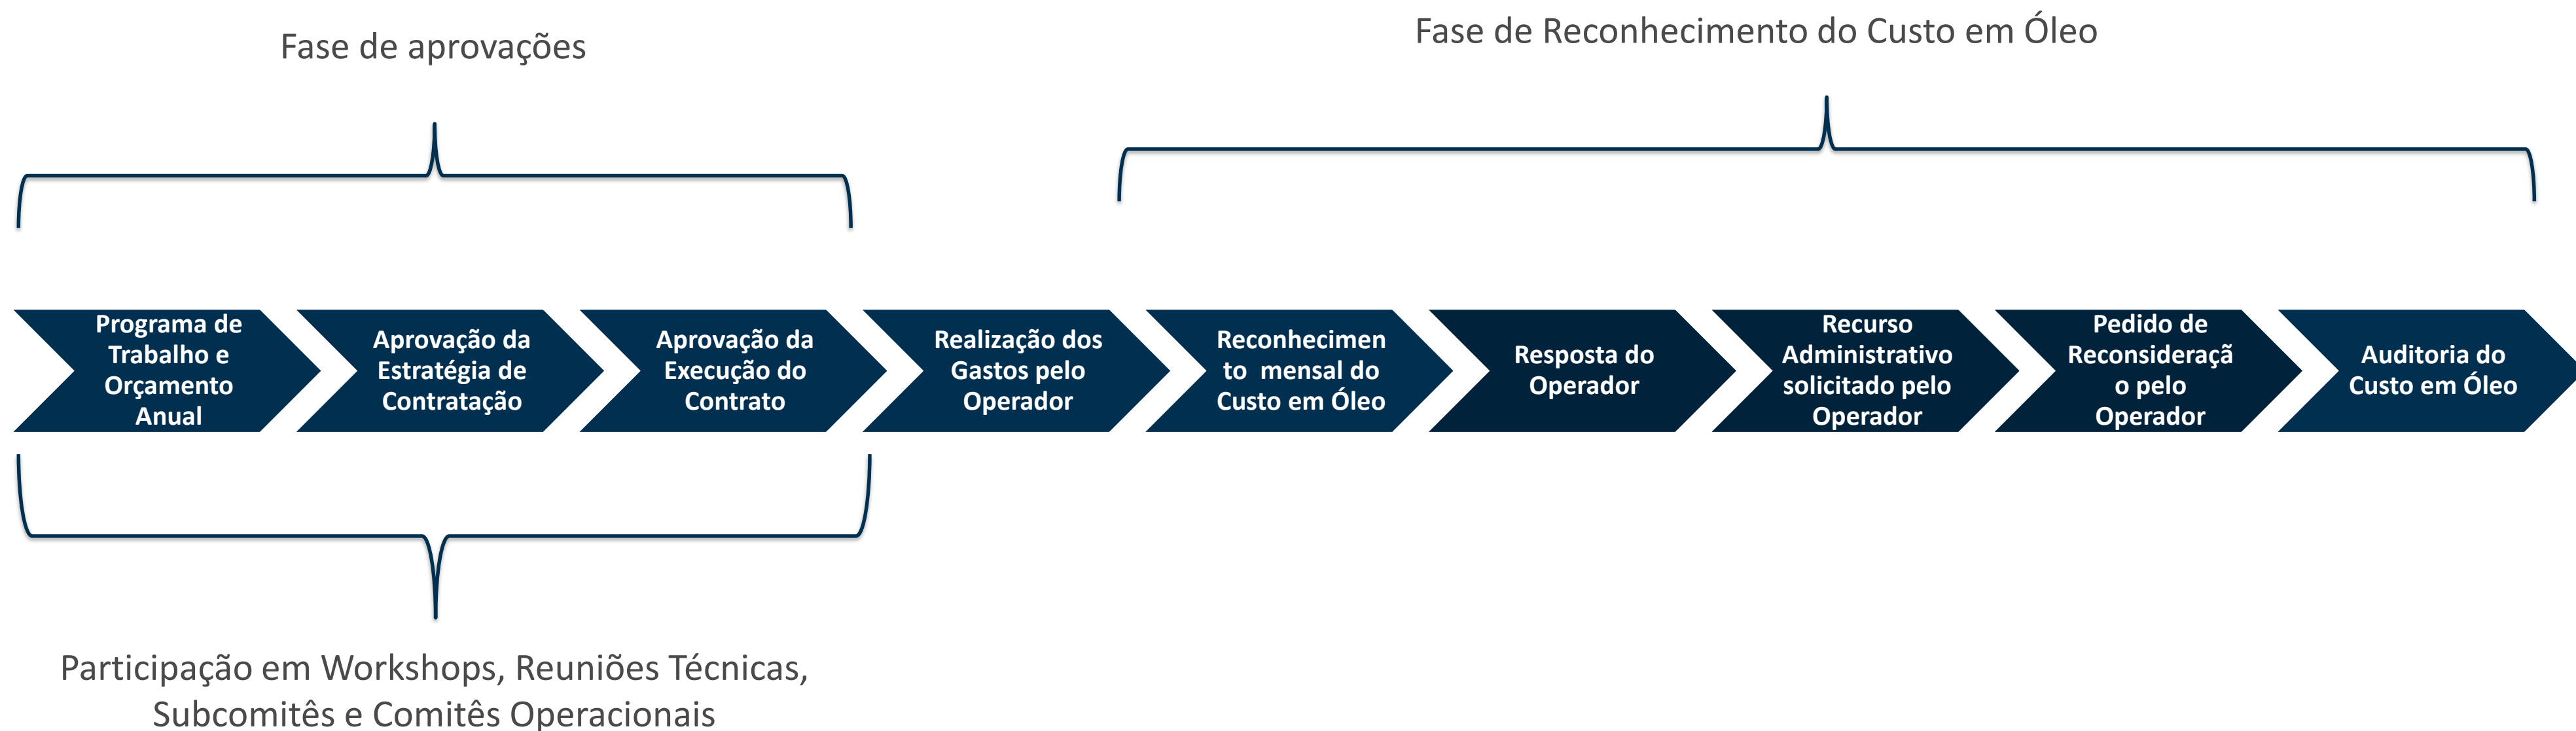 Fase de aprovações
Fase de Reconhecimento do Custo em Óleo
Programa de
Trabalho e
Orçamento
Anual
Aprovação da
Estratégia de
Contratação
Aprovação da
Execução do
Contrato
Realização dos
Gastos pelo
Operador
Reconhecimen
to  mensal do
Custo em Óleo
Resposta do
Operador
Recurso
Administrativo
solicitado pelo
Operador
Pedido de
Reconsideraçã
o pelo
Operador
Auditoria do
Custo em Óleo
Participação em Workshops, Reuniões Técnicas,
Subcomitês e Comitês Operacionais